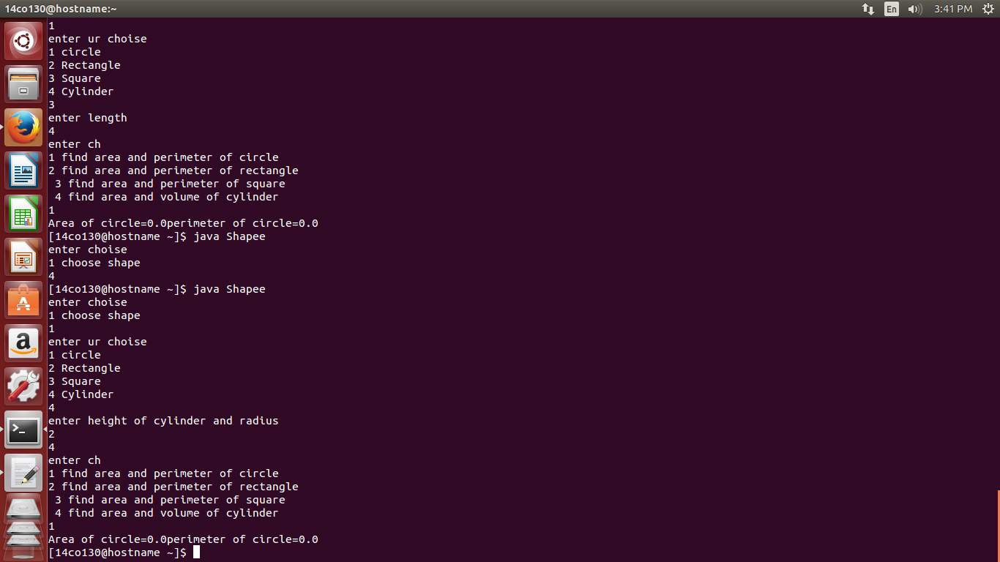 14co130@hostname:~
En
3:41 PM
1
enter ur choise
1 circle
2 Rectangle
3 Square
4 Cylinder
3
enter length
4
enter ch
1 find area and perimeter of circle
2 find area and perimeter of rectangle
 3 find area and perimeter of square
 4 find area and volume of cylinder
1
Area of circle=0.0perimeter of circle=0.0
[14co130@hostname ~]$ java Shapee
enter choise
1 choose shape
4
[14co130@hostname ~]$ java Shapee
enter choise
1 choose shape
1
enter ur choise
1 circle
2 Rectangle
3 Square
4 Cylinder
4
enter height of cylinder and radius
2
4
enter ch
1 find area and perimeter of circle
2 find area and perimeter of rectangle
 3 find area and perimeter of square
 4 find area and volume of cylinder
1
Area of circle=0.0perimeter of circle=0.0
[14co130@hostname ~]$